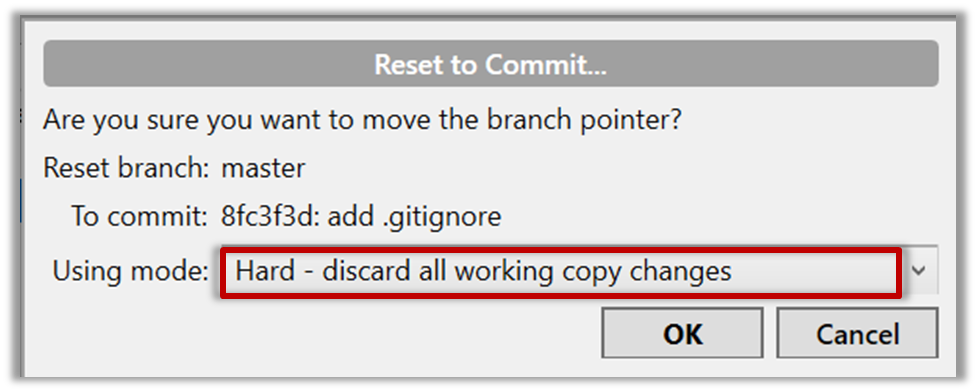 Reset to Commit...
Are you sure you want to move the branch pointer?
Reset branch: master
To commit: 8fc3f3d: add .gitignore
Using mode: Hard - discard all working copy changes
OK Cancel